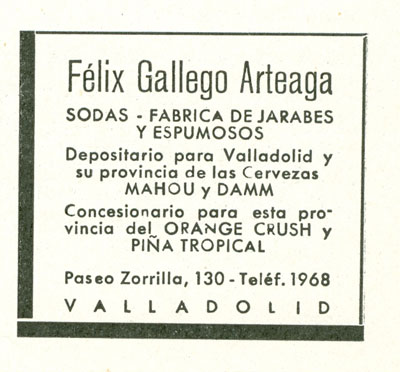 Félix Gallego Arteaga
SODAS - FABRICA DE JARABES
Y ESPUMOSOS
Depositario para Valladolid y
su provincia de las Cervezas
MAHOU y DAMM
Concesionario para esta pro-
vincia del ORANGE CRUSH y
PIÑA TROPICAL
Paseo Zorrilla, 130 - Teléf. 1968
VALLADOLID